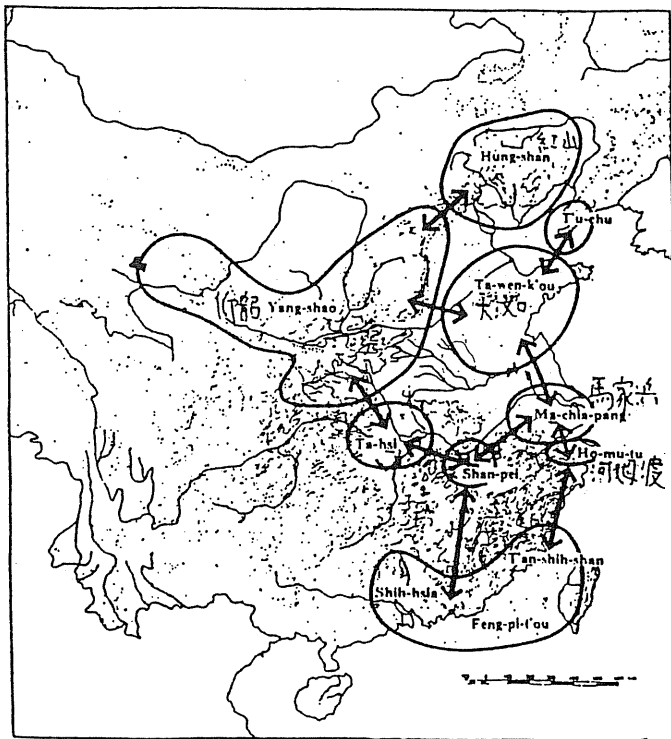 紅山
Hung-shan
T'u-chu
Ta-wen-k'ou
大汶口
仰韶 Yang-shao
馬家浜
Ma-chia-pang
Ta-hsi
Shan-pei
Ho-mu-tu
河姆渡
T'an-shih-shan
Shih-hsia
Feng-pi-t'ou